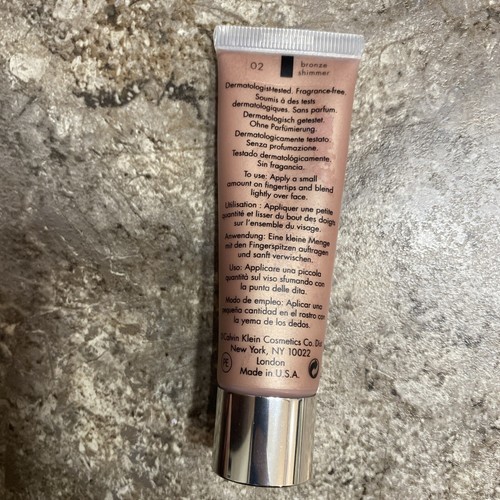 02
bronze
shimmer
Dermatologist-tested. Fragrance-free.
Soumis à des tests
dermatologiques. Sans parfum.
Dermatologisch getestet.
Ohne Parfümierung.
Dermatologicamente testato.
Senza profumazione.
Testado dermatológicamente.
Sin fragancia.
To use: Apply a small
amount on fingertips and blend
lightly over face.
Utilisation : Appliquer une petite
quantité et lisser du bout des doigts
sur l'ensemble du visage.
Anwendung: Eine kleine Menge
mit den Fingerspitzen auftragen
und sanft verwischen.
Uso: Applicare una piccola
quantità sul viso sfumando con
la punta delle dita.
Modo de empleo: Aplicar una
pequeña cantidad en el rostro con
la yema de los dedos.
Calvin Klein Cosmetics Co. Dist.
New York, NY 10022
London
Made in U.S.A.